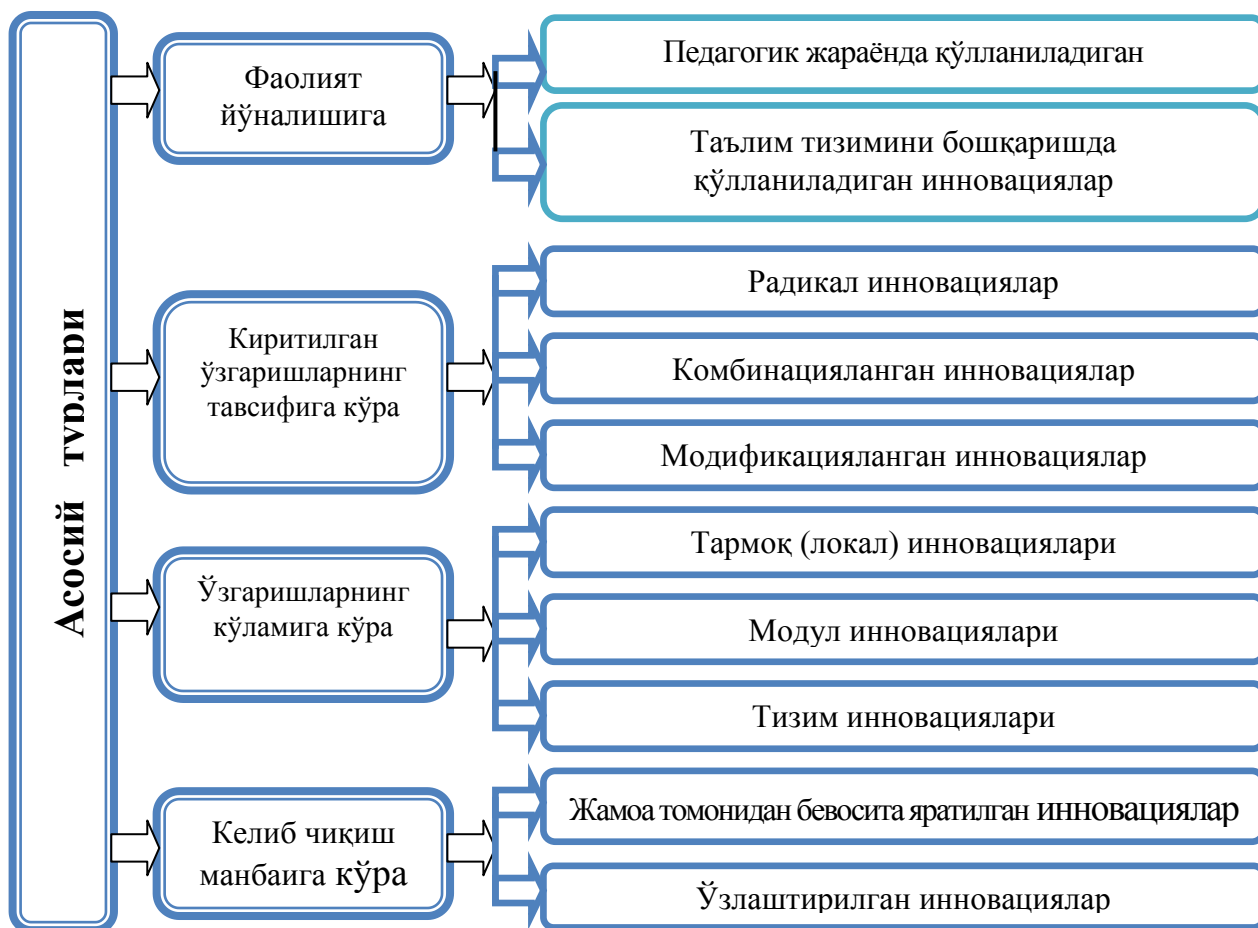 Асосий турлари
Фаолият
йўналишига
Педагогик жараёнда қўлланиладиган
Таълим тизимини бошқаришда
қўлланиладиган инновациялар
Киритилган
ўзгаришларнинг
тавсифига кўра
Радикал инновациялар
Комбинацияланган инновациялар
Модификацияланган инновациялар
Ўзгаришларнинг
кўламига кўра
Тармоқ (локал) инновациялари
Модул инновациялари
Тизим инновациялари
Келиб чиқиш
манбаига кўра
Жамоа томонидан бевосита яратилган инновациялар
Ўзлаштирилган инновациялар